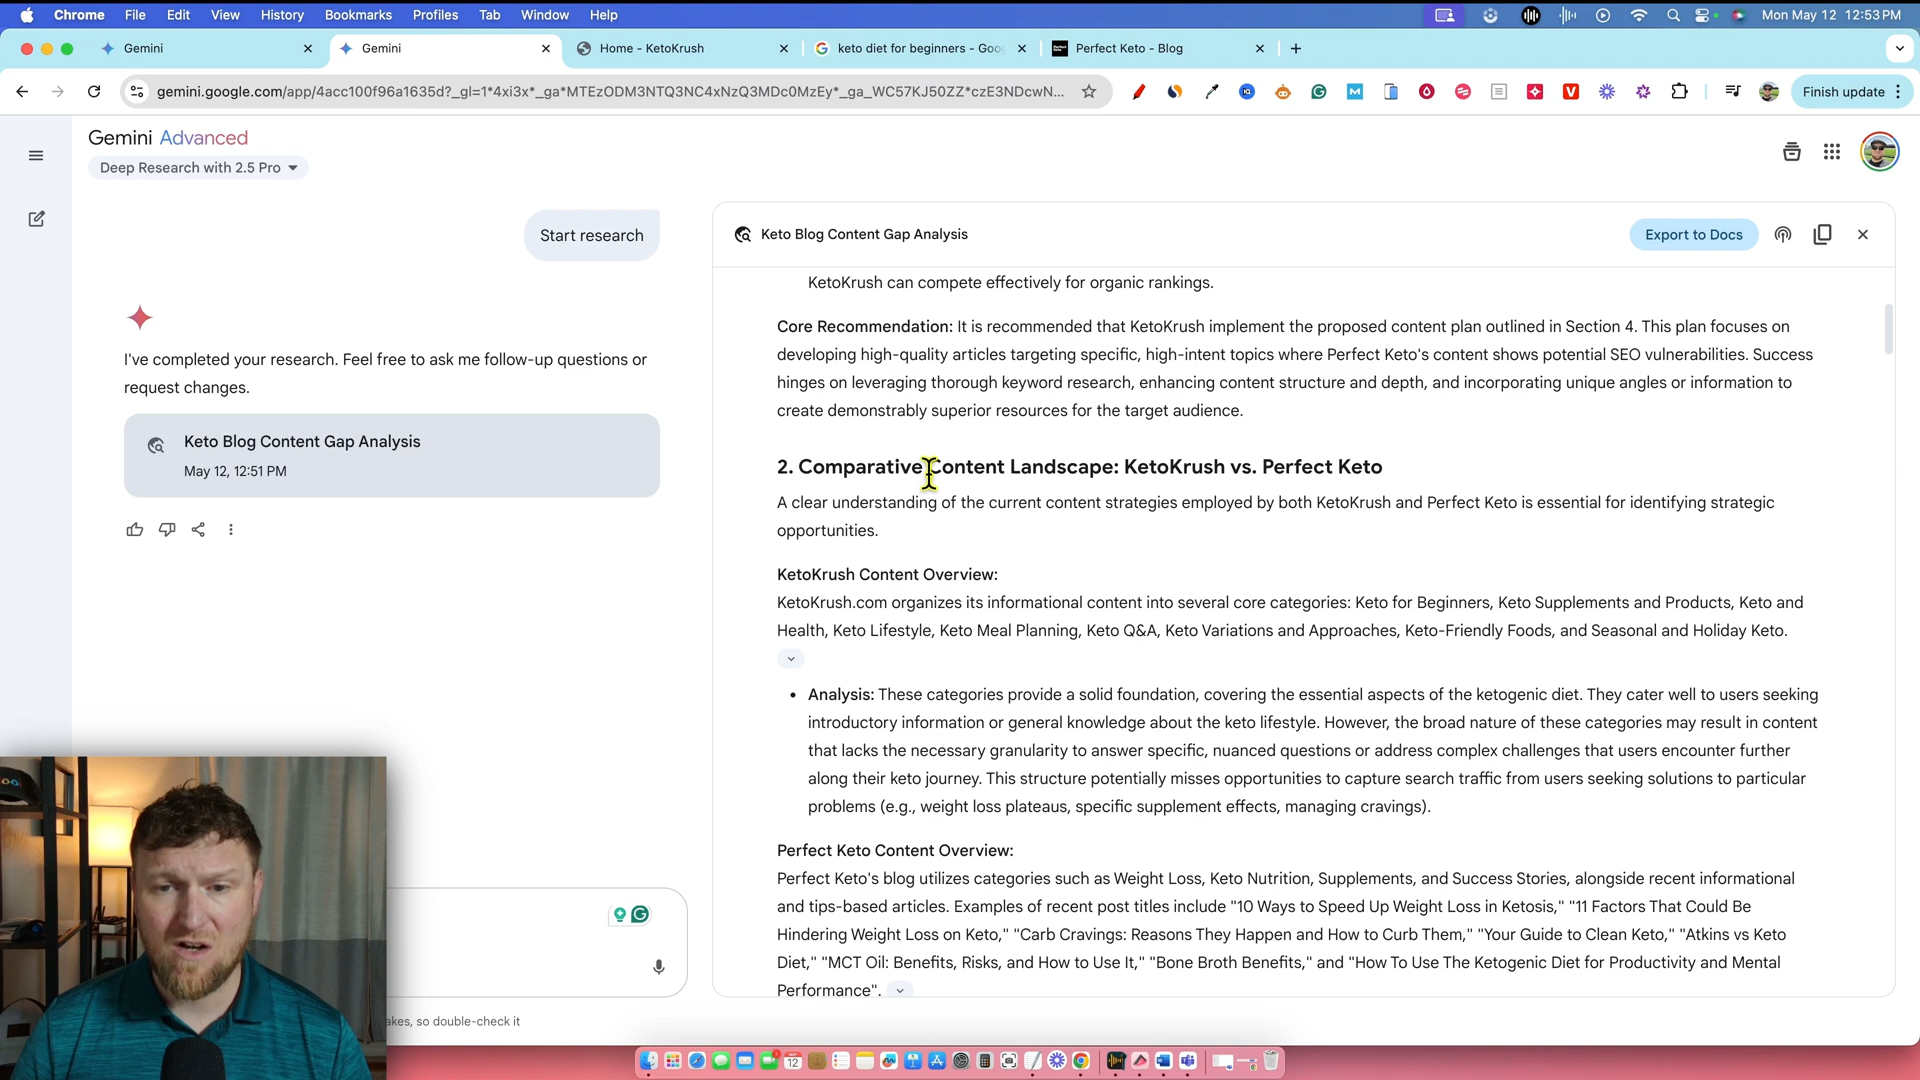 Chrome File Edit View History Bookmarks Profiles Tab Window Help Mon May 12 12:53 PM
Gemini Gemini Home - KetoKrush keto diet for beginners - Goo Perfect Keto - Blog
gemini.google.com/app/4acc100f96a1635d?_gl=1*4xi3x*_ga*MTEzODM3NTQ3NC4xNzQ3MDc0MzEy*_ga_WC57KJ50ZZ*czE3NDcwN... Finish update
Gemini Advanced
Deep Research with 2.5 Pro
Start research
I've completed your research. Feel free to ask me follow-up questions or
request changes.
Keto Blog Content Gap Analysis
May 12, 12:51 PM
akes, so double-check it
Keto Blog Content Gap Analysis Export to Docs
KetoKrush can compete effectively for organic rankings.
Core Recommendation: It is recommended that KetoKrush implement the proposed content plan outlined in Section 4. This plan focuses on
developing high-quality articles targeting specific, high-intent topics where Perfect Keto's content shows potential SEO vulnerabilities. Success
hinges on leveraging thorough keyword research, enhancing content structure and depth, and incorporating unique angles or information to
create demonstrably superior resources for the target audience.
2. Comparative Content Landscape: KetoKrush vs. Perfect Keto
A clear understanding of the current content strategies employed by both KetoKrush and Perfect Keto is essential for identifying strategic
opportunities.
KetoKrush Content Overview:
KetoKrush.com organizes its informational content into several core categories: Keto for Beginners, Keto Supplements and Products, Keto and
Health, Keto Lifestyle, Keto Meal Planning, Keto Q&A, Keto Variations and Approaches, Keto-Friendly Foods, and Seasonal and Holiday Keto.
• Analysis: These categories provide a solid foundation, covering the essential aspects of the ketogenic diet. They cater well to users seeking
introductory information or general knowledge about the keto lifestyle. However, the broad nature of these categories may result in content
that lacks the necessary granularity to answer specific, nuanced questions or address complex challenges that users encounter further
along their keto journey. This structure potentially misses opportunities to capture search traffic from users seeking solutions to particular
problems (e.g., weight loss plateaus, specific supplement effects, managing cravings).
Perfect Keto Content Overview:
Perfect Keto's blog utilizes categories such as Weight Loss, Keto Nutrition, Supplements, and Success Stories, alongside recent informational
and tips-based articles. Examples of recent post titles include "10 Ways to Speed Up Weight Loss in Ketosis," "11 Factors That Could Be
Hindering Weight Loss on Keto," "Carb Cravings: Reasons They Happen and How to Curb Them," "Your Guide to Clean Keto," "Atkins vs Keto
Diet," "MCT Oil: Benefits, Risks, and How to Use It," "Bone Broth Benefits," and "How To Use The Ketogenic Diet for Productivity and Mental
Performance".